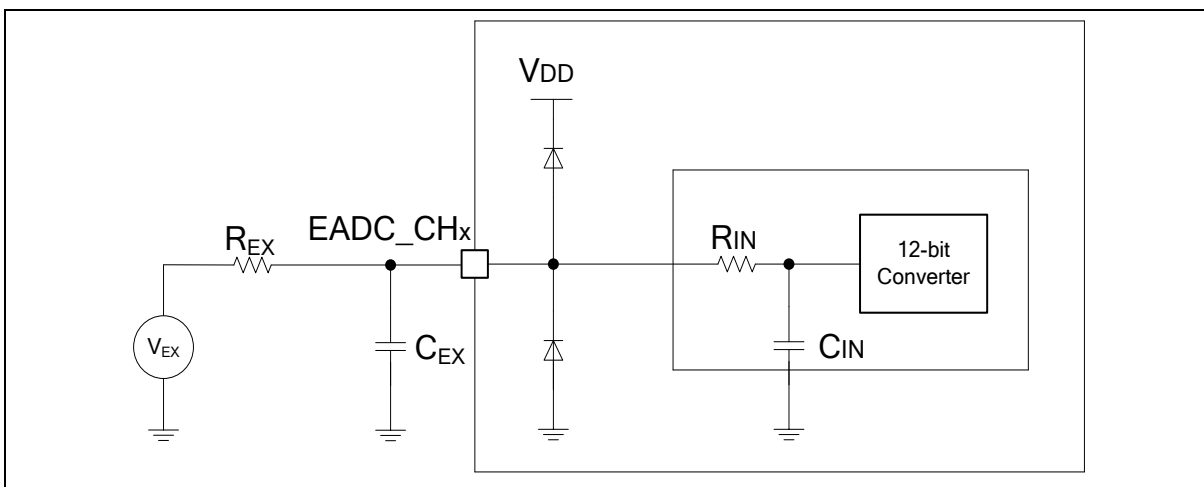 VDD
EADC_CHx
REX
RIN
12-bit
Converter
VEX
CEX
CIN